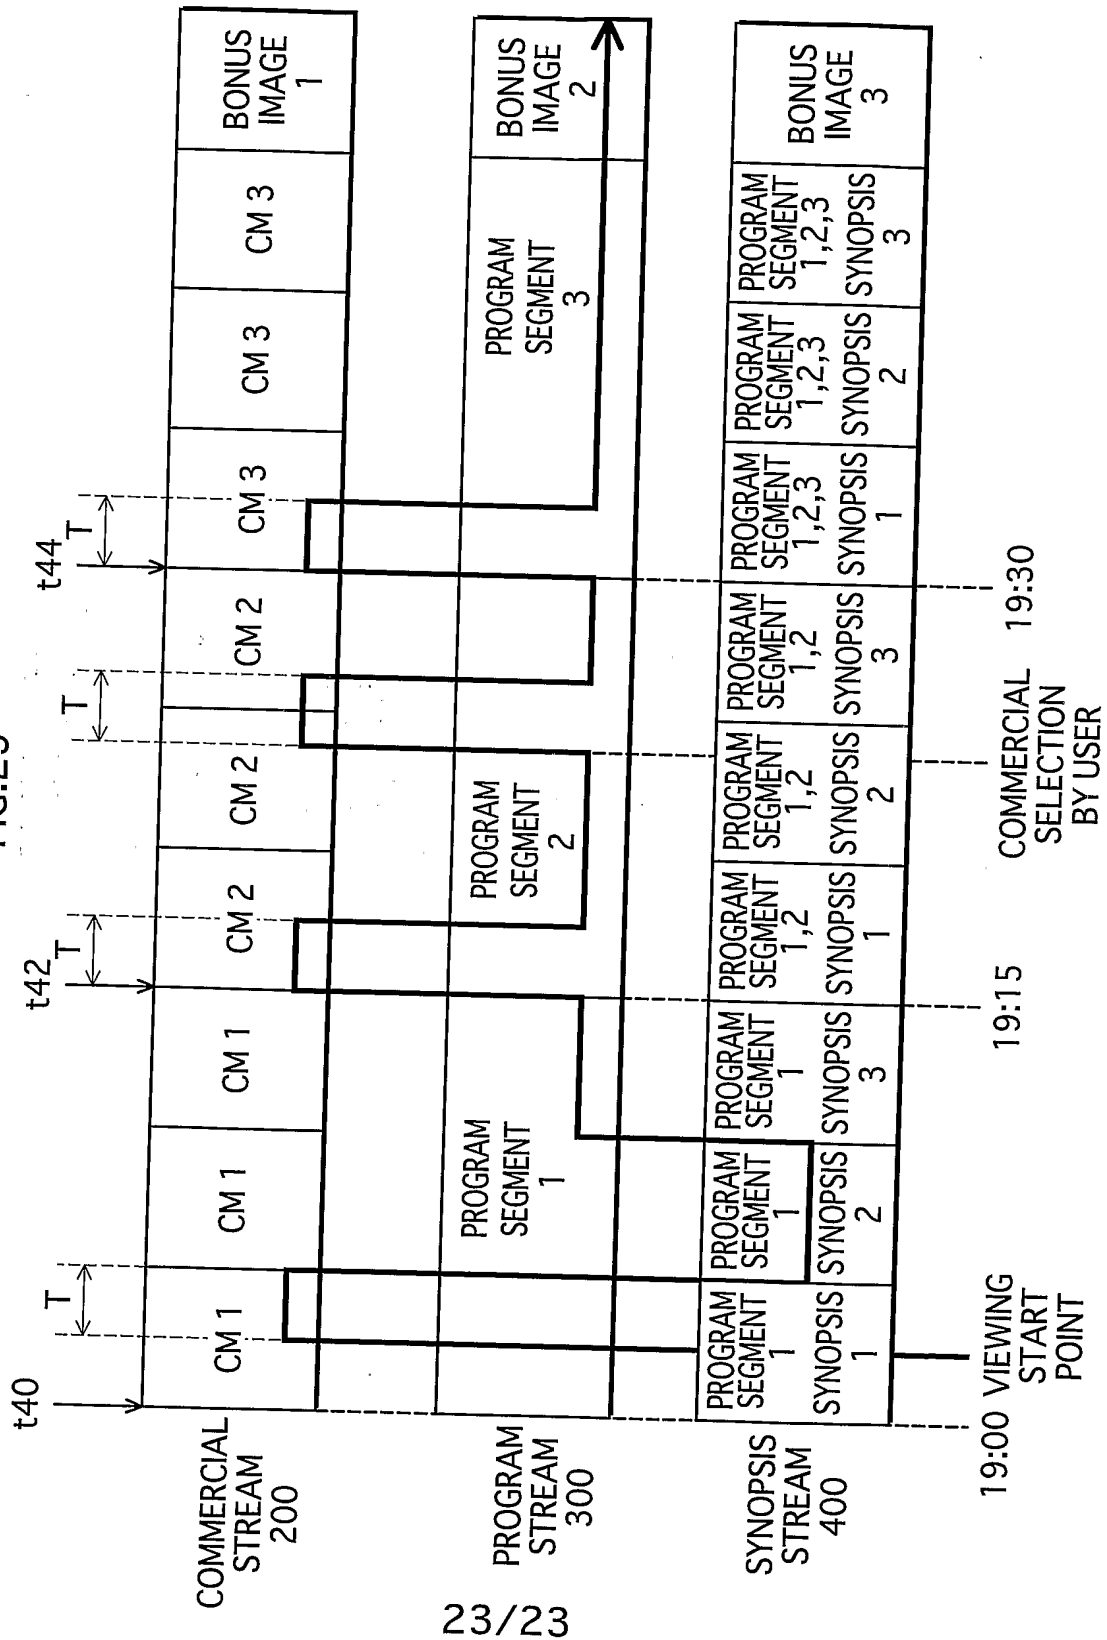 FIG.23
t40
t42
t44
T
T
T
T
COMMERCIAL
STREAM
200
CM 1
CM 1
CM 1
CM 2
CM 2
CM 2
CM 3
CM 3
CM 3
BONUS
IMAGE
1
PROGRAM
STREAM
300
PROGRAM
SEGMENT
1
PROGRAM
SEGMENT
2
PROGRAM
SEGMENT
3
BONUS
IMAGE
2
SYNOPSIS
STREAM
400
PROGRAM
SEGMENT
1
SYNOPSIS
1
PROGRAM
SEGMENT
1
SYNOPSIS
2
PROGRAM
SEGMENT
1
SYNOPSIS
3
PROGRAM
SEGMENT
1,2
SYNOPSIS
1
PROGRAM
SEGMENT
1,2
SYNOPSIS
2
PROGRAM
SEGMENT
1,2
SYNOPSIS
3
PROGRAM
SEGMENT
1,2,3
SYNOPSIS
1
PROGRAM
SEGMENT
1,2,3
SYNOPSIS
2
PROGRAM
SEGMENT
1,2,3
SYNOPSIS
3
BONUS
IMAGE
3
19:00
VIEWING
START
POINT
19:15
COMMERCIAL
SELECTION
BY USER
19:30
23/23